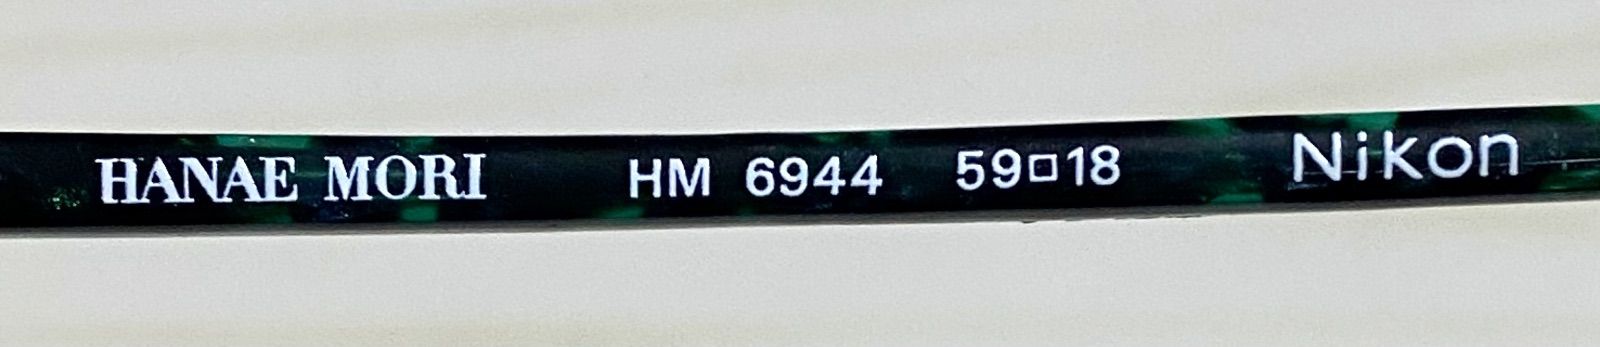 HANAE MORI HM 6944 59□18 Nikon